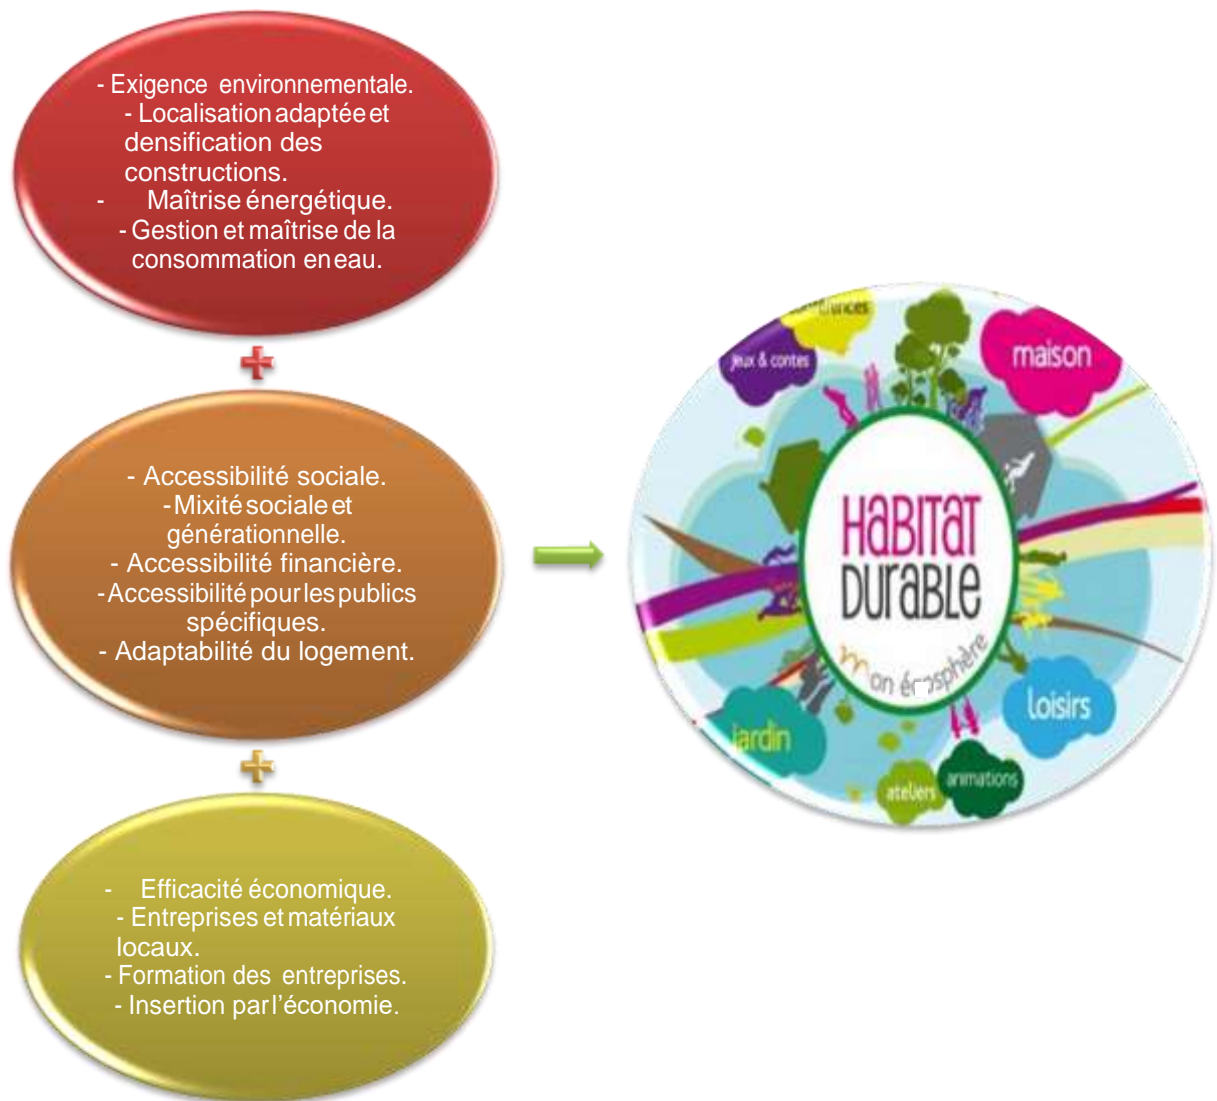 - Exigence environnementale.
- Localisation adaptée et
densification des
constructions.
- Maîtrise énergétique.
- Gestion et maîtrise de la
consommation en eau.
- Accessibilité sociale.
- Mixité sociale et
générationnelle.
- Accessibilité financière.
- Accessibilité pour les publics
spécifiques.
- Adaptabilité du logement.
- Efficacité économique.
- Entreprises et matériaux
locaux.
- Formation des entreprises.
- Insertion par l'économie.
jeux & contes
maison
HaBITaT
DUraBLE
mon écosphère
Loisirs
jardin
ateliers
animations